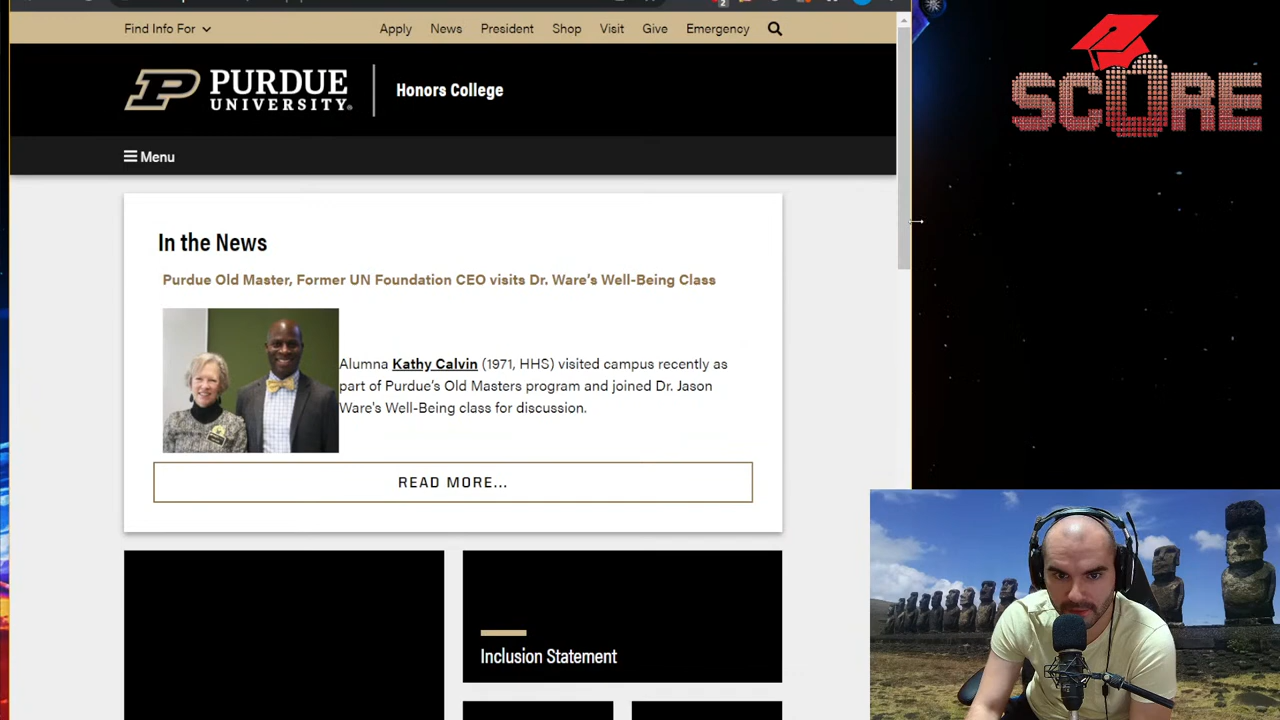 Find Info For
Apply News President Shop Visit Give Emergency
SCORE
PURDUE
UNIVERSITY®
Honors College
Menu
In the News
Purdue Old Master, Former UN Foundation CEO visits Dr. Ware's Well-Being Class
Alumna Kathy Calvin (1971, HHS) visited campus recently as
part of Purdue's Old Masters program and joined Dr. Jason
Ware's Well-Being class for discussion.
READ MORE...
Inclusion Statement